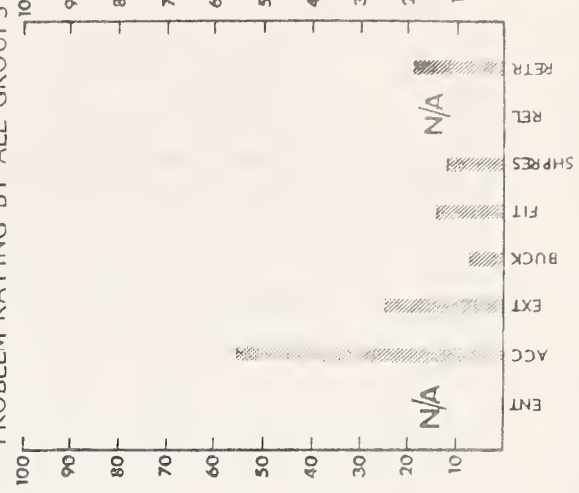 PROBLEM RATING BY ALL GROUPS
100
90
80
70
60
50
40
30
20
10
N/A
N/A
ENT
ACC
EXT
BUCK
FIT
SHPRES
REL
RETR
10